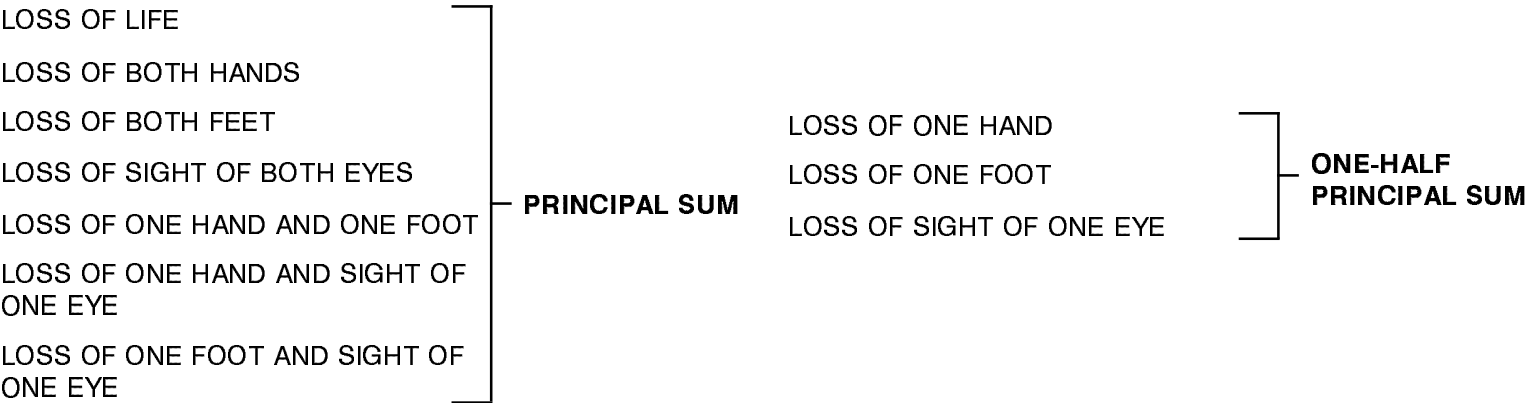 LOSS OF LIFE
LOSS OF BOTH HANDS
LOSS OF BOTH FEET
LOSS OF SIGHT OF BOTH EYES
LOSS OF ONE HAND AND ONE FOOT
LOSS OF ONE HAND AND SIGHT OF
ONE EYE
LOSS OF ONE FOOT AND SIGHT OF
ONE EYE
PRINCIPAL SUM
LOSS OF ONE HAND
LOSS OF ONE FOOT
LOSS OF SIGHT OF ONE EYE
ONE-HALF
PRINCIPAL SUM